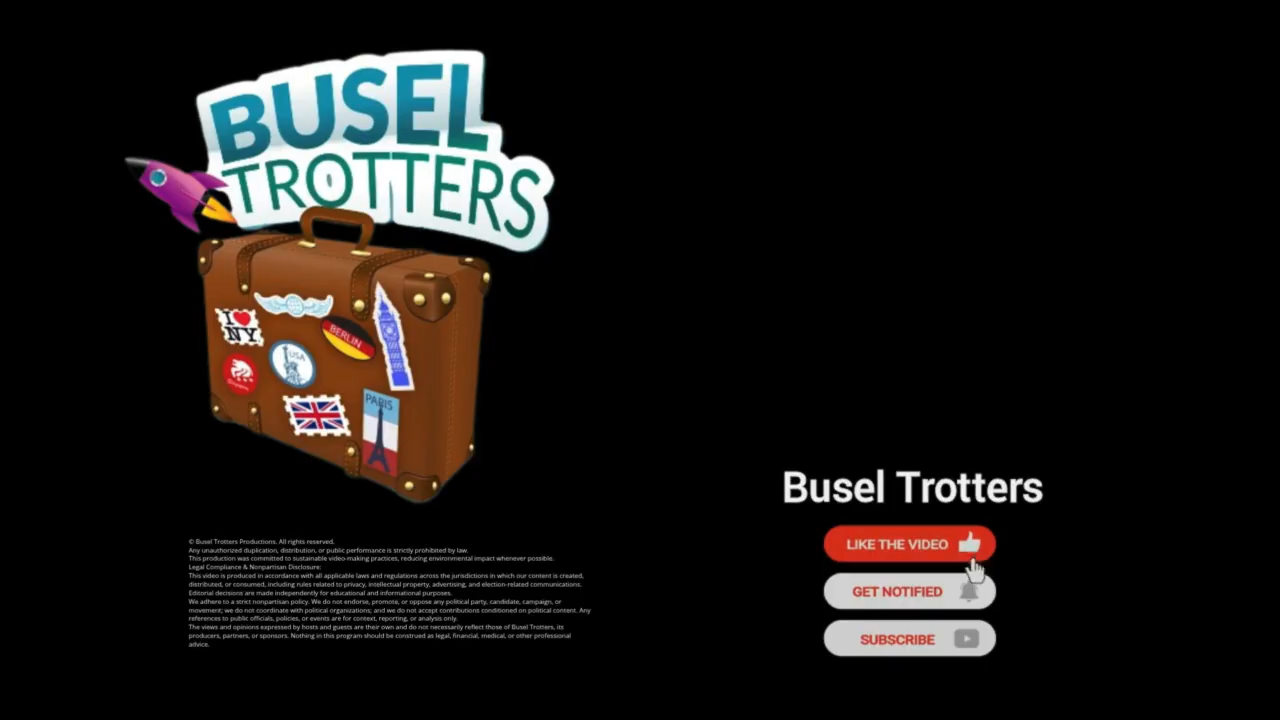 BUSEL
TROTTERS
I ❤ NY
BERLIN
USA
Singapore
PARIS
© Busel Trotters Productions. All rights reserved.
Any unauthorized duplication, distribution, or public performance is strictly prohibited by law.
This production was committed to sustainable video-making practices, reducing environmental impact whenever possible.
Legal Compliance & Nonpartisan Disclosure:
This video is produced in accordance with all applicable laws and regulations across the jurisdictions in which our content is created,
distributed, or consumed, including rules related to privacy, intellectual property, advertising, and election-related communications.
Editorial decisions are made independently for educational and informational purposes.
We adhere to a strict nonpartisan policy. We do not endorse, promote, or oppose any political party, candidate, campaign, or
movement; we do not coordinate with political organizations; and we do not accept contributions conditioned on political content. Any
references to public officials, policies, or events are for context, reporting, or analysis only.
The views and opinions expressed by hosts and guests are their own and do not necessarily reflect those of Busel Trotters, its
producers, partners, or sponsors. Nothing in this program should be construed as legal, financial, medical, or other professional
advice.
Busel Trotters
LIKE THE VIDEO
GET NOTIFIED
SUBSCRIBE